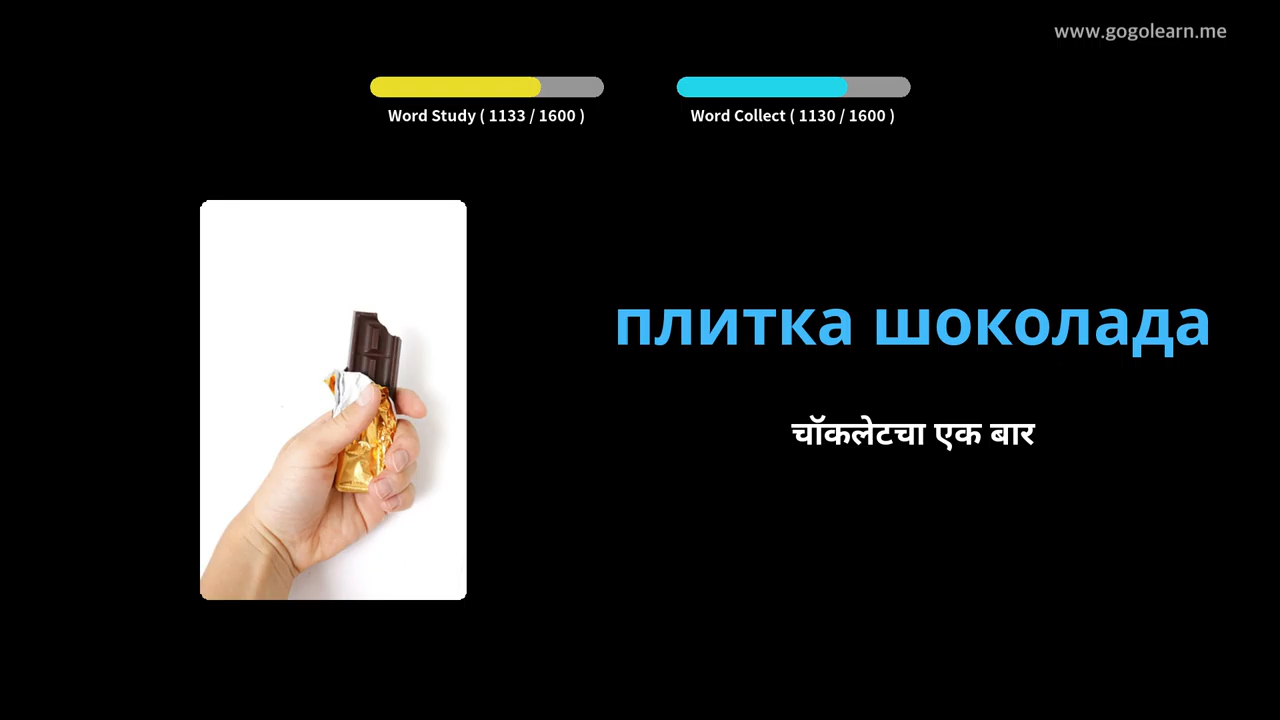 www.gogolearn.me
Word Study ( 1133 / 1600 )
Word Collect ( 1130 / 1600 )
плитка шоколада
चॉकलेटचा एक बार